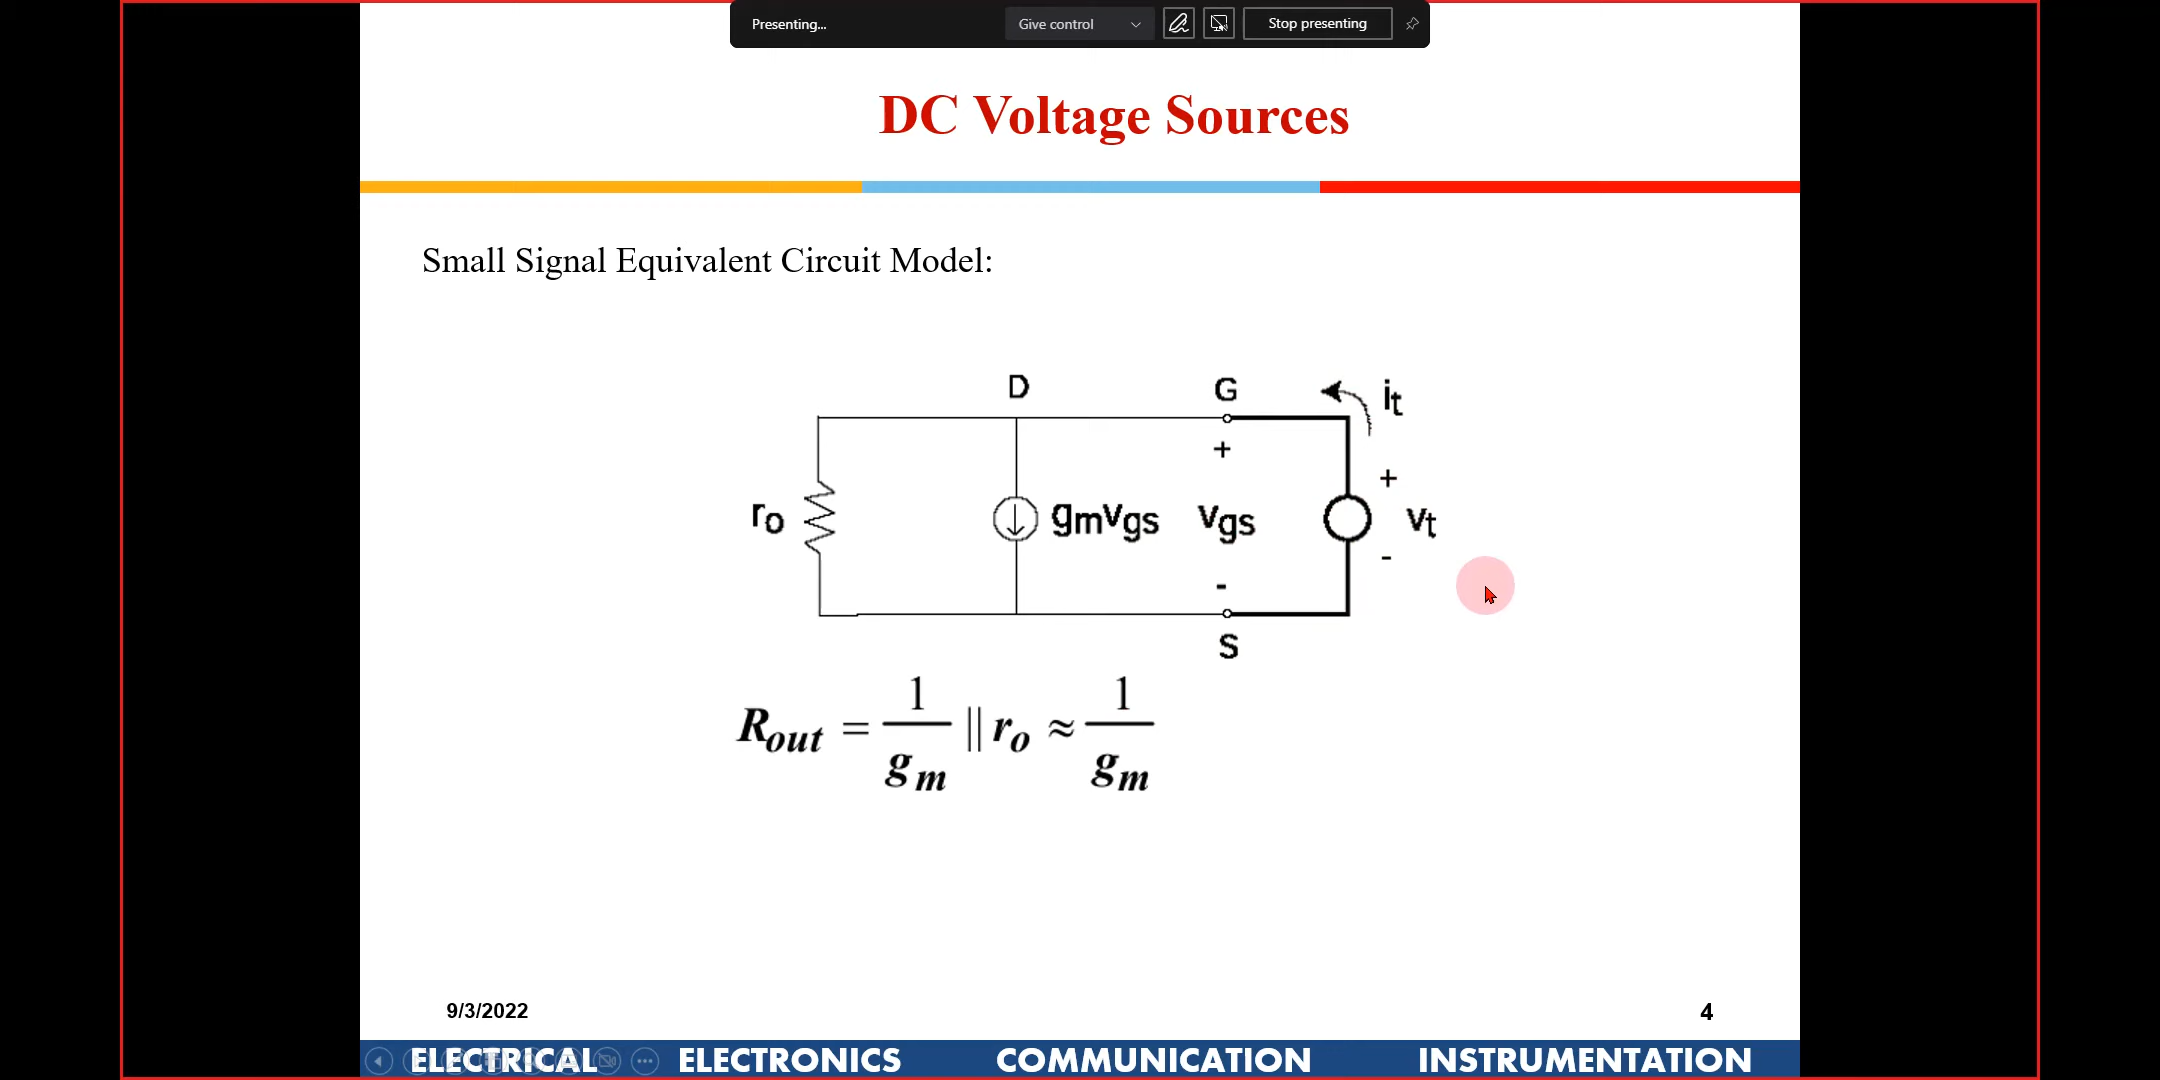 Presenting...
Give control
Stop presenting
DC Voltage Sources
Small Signal Equivalent Circuit Model:
D
G
it
+
+
ro
gmvgs
vgs
vt
-
-
S
Rout = 1/gm || ro ≈ 1/gm
9/3/2022
4
ELECTRICAL ELECTRONICS COMMUNICATION INSTRUMENTATION